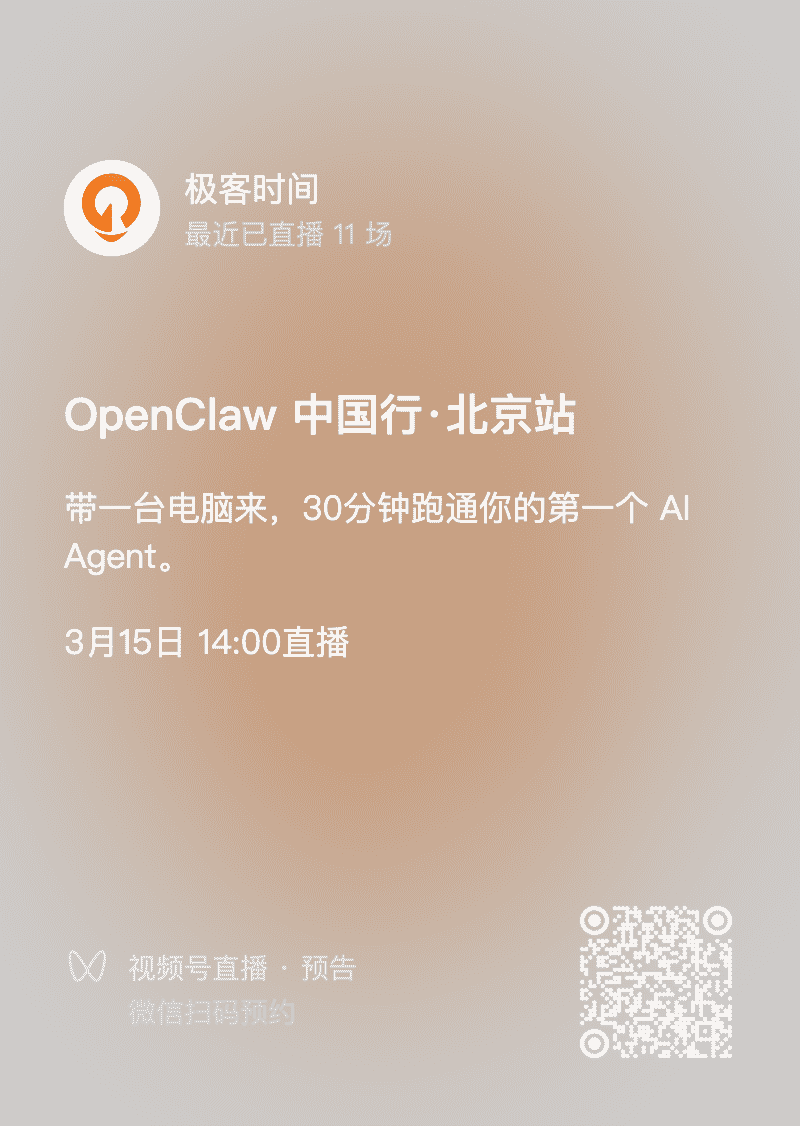 极客时间
最近已直播 11 场
OpenClaw 中国行·北京站
带一台电脑来，30分钟跑通你的第一个 AI
Agent。
3月15日 14:00直播
视频号直播 · 预告
微信扫码预约